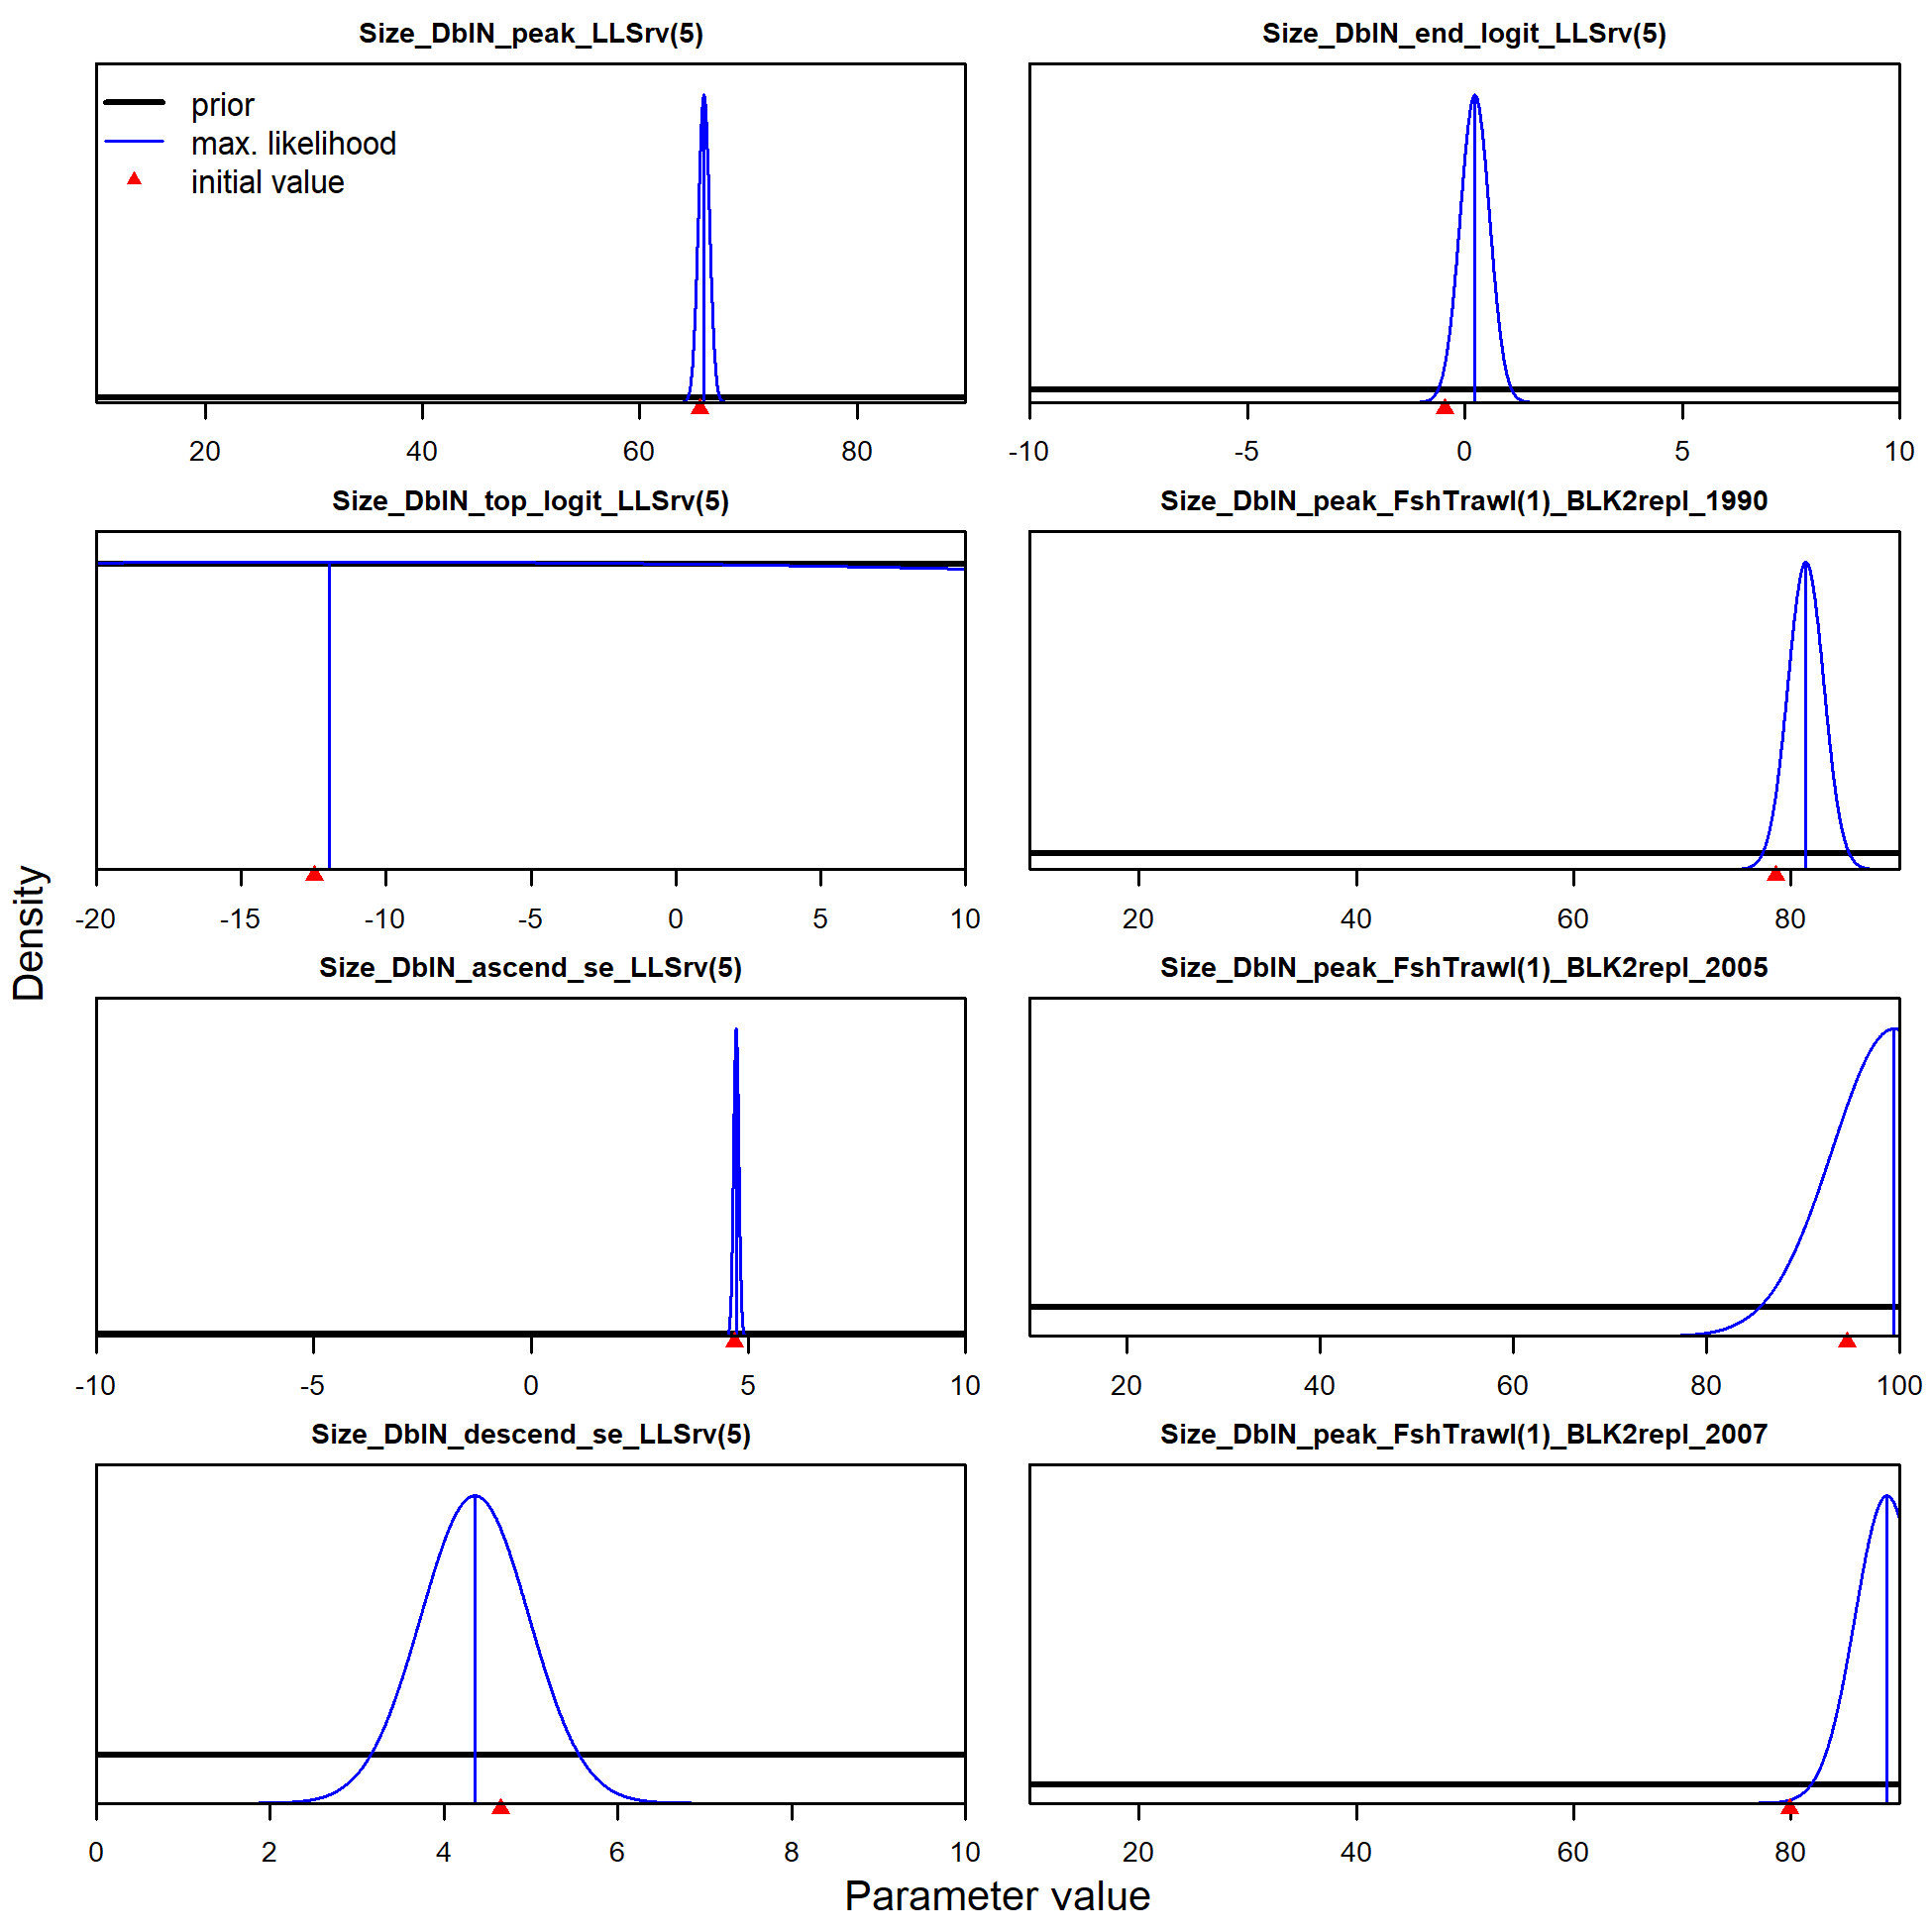 Size_DblN_peak_LLSrv(5)
Size_DblN_end_logit_LLSrv(5)
prior
max. likelihood
initial value
20 40 60 80
-10 -5 0 5 10
Size_DblN_top_logit_LLSrv(5)
Size_DblN_peak_FshTrawl(1)_BLK2repl_1990
-20 -15 -10 -5 0 5 10
20 40 60 80
Density
Size_DblN_ascend_se_LLSrv(5)
Size_DblN_peak_FshTrawl(1)_BLK2repl_2005
-10 -5 0 5 10
20 40 60 80 100
Size_DblN_descend_se_LLSrv(5)
Size_DblN_peak_FshTrawl(1)_BLK2repl_2007
0 2 4 6 8 10
20 40 60 80
Parameter value